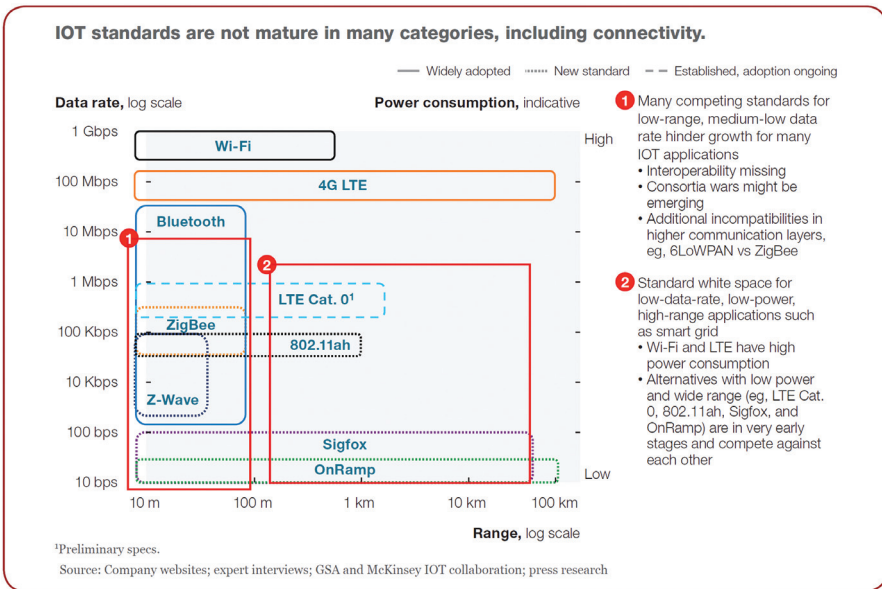 IOT standards are not mature in many categories, including connectivity.
Widely adopted
New standard
Established, adoption ongoing
Data rate, log scale
Power consumption, indicative
1 Gbps
100 Mbps
10 Mbps
1 Mbps
100 Kbps
10 Kbps
100 bps
10 bps
High
Low
Wi-Fi
4G LTE
Bluetooth
1
2
LTE Cat. 0¹
ZigBee
802.11ah
Z-Wave
Sigfox
OnRamp
10 m
100 m
1 km
10 km
100 km
Range, log scale
1 Many competing standards for
low-range, medium-low data
rate hinder growth for many
IOT applications
• Interoperability missing
• Consortia wars might be
emerging
• Additional incompatibilities in
higher communication layers,
eg, 6LoWPAN vs ZigBee
2 Standard white space for
low-data-rate, low-power,
high-range applications such
as smart grid
• Wi-Fi and LTE have high
power consumption
• Alternatives with low power
and wide range (eg, LTE Cat.
0, 802.11ah, Sigfox, and
OnRamp) are in very early
stages and compete against
each other
¹Preliminary specs.
Source: Company websites; expert interviews; GSA and McKinsey IOT collaboration; press research